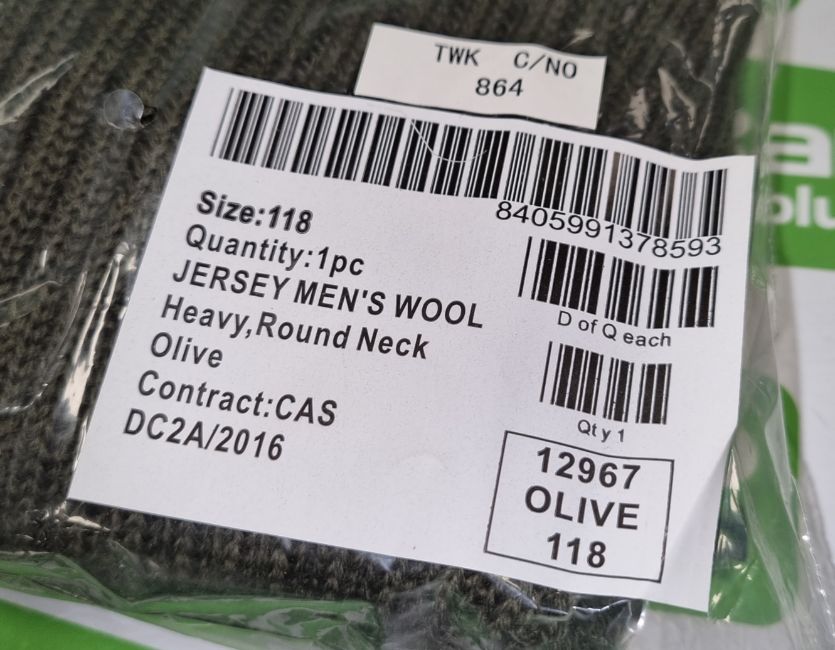 TWK C/NO
864
8405991378593
Size:118
Quantity:1pc
JERSEY MEN'S WOOL
Heavy,Round Neck
Olive
Contract:CAS
DC2A/2016
D of Q each
Qty 1
12967
OLIVE
118